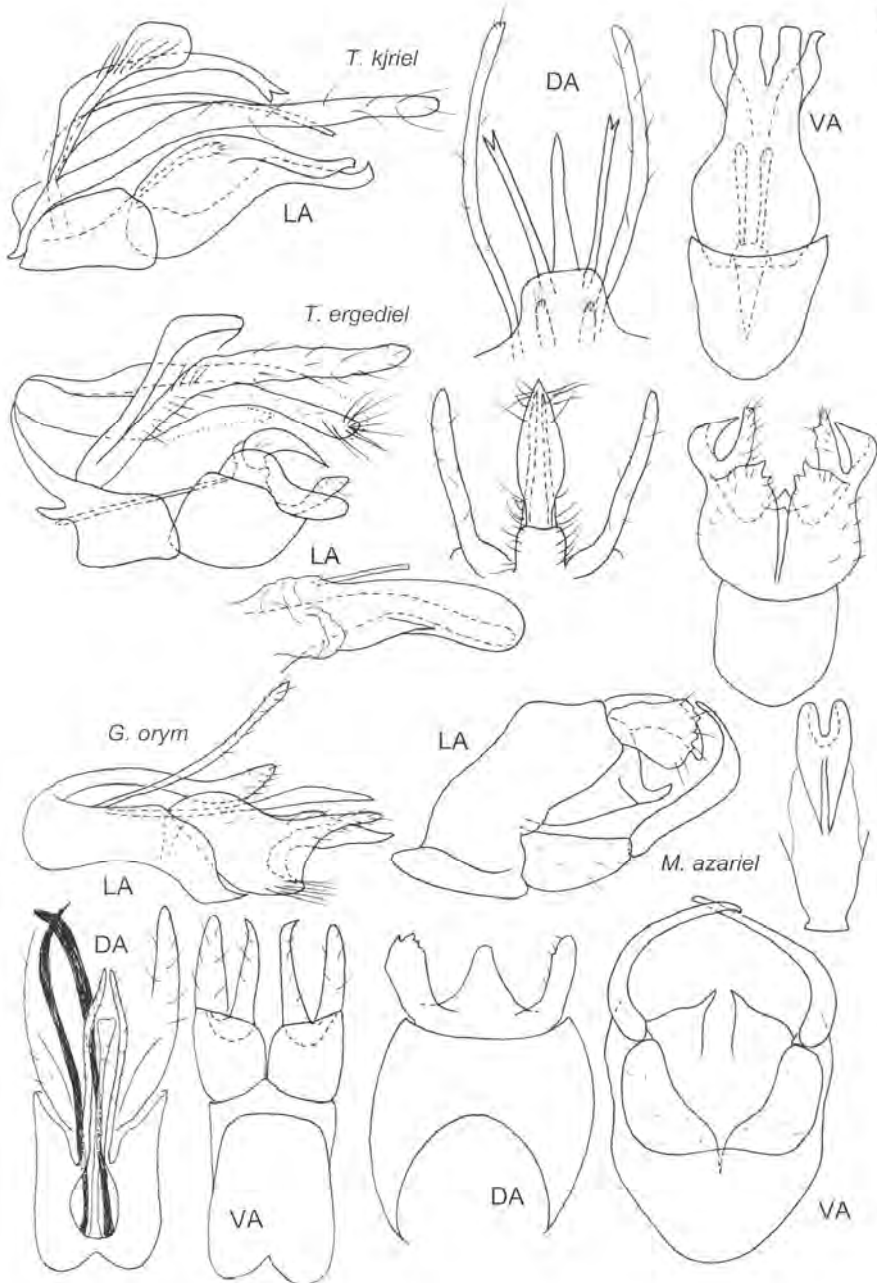 T. kjriel
DA
VA
LA
T. ergediel
LA
G. orym
LA
LA
M. azariel
DA
VA
DA
VA